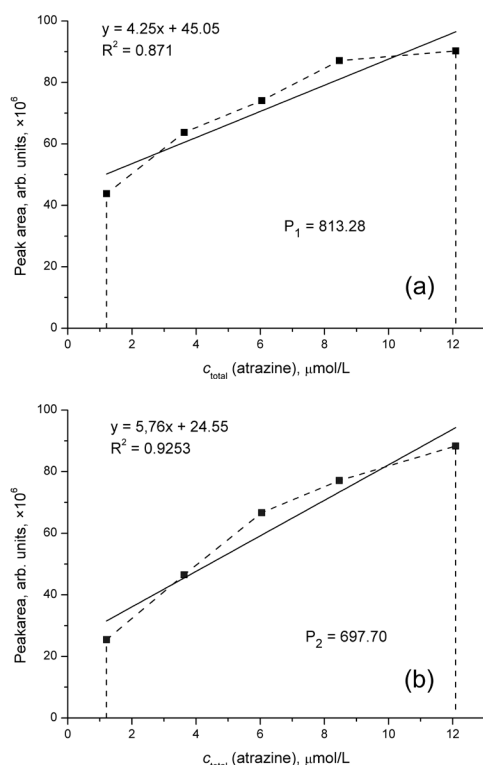 y = 4.25x + 45.05
R² = 0.871
100
80
60
40
20
0
Peak area, arb. units, ×10⁶
P₁ = 813.28
(a)
0 2 4 6 8 10 12
c_total (atrazine), μmol/L
y = 5,76x + 24.55
R² = 0.9253
100
80
60
40
20
0
Peakarea, arb. units, ×10⁶
P₂ = 697.70
(b)
0 2 4 6 8 10 12
c_total (atrazine), μmol/L